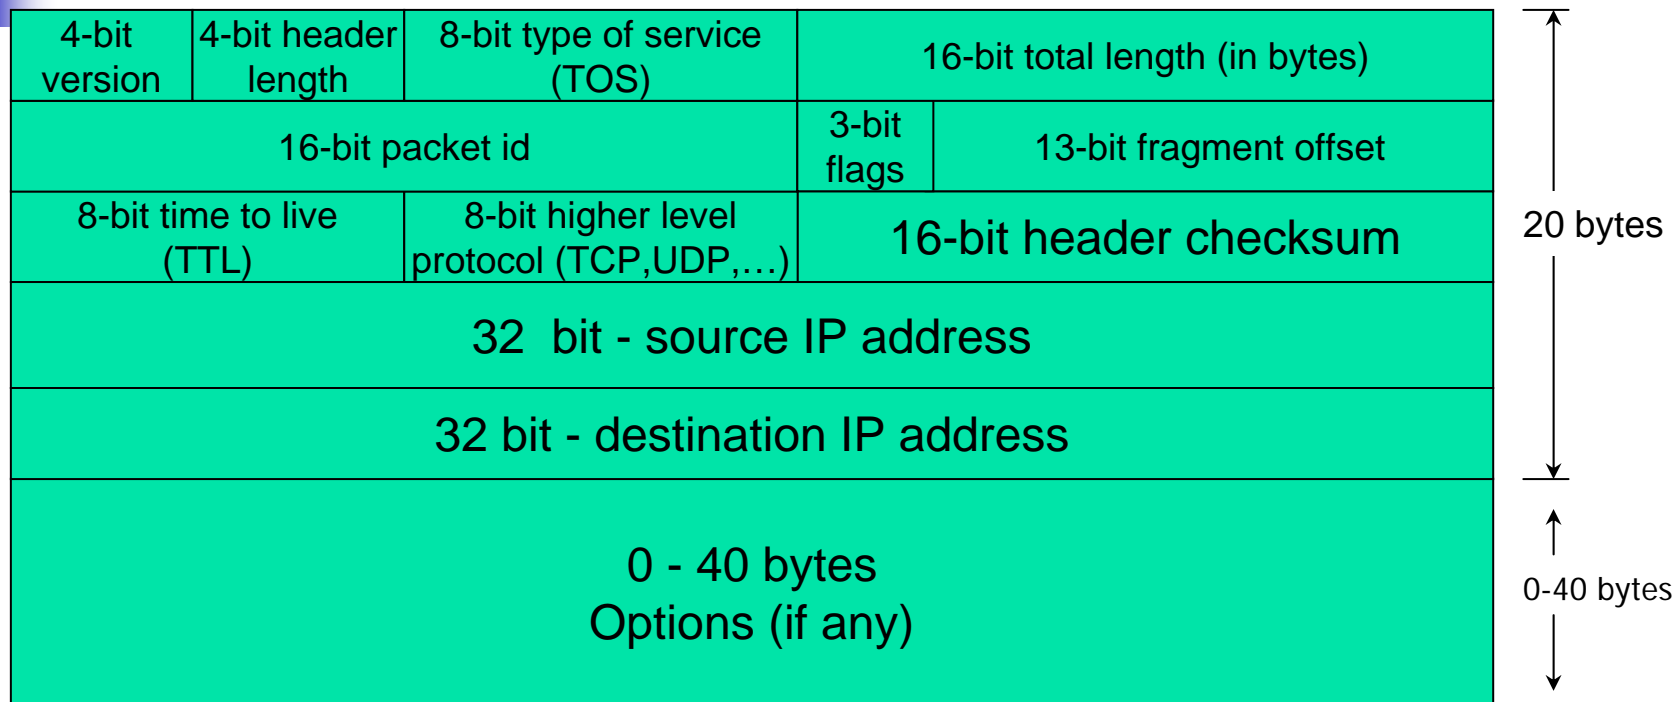 4-bit
version
4-bit header
length
8-bit type of service
(TOS)
16-bit total length (in bytes)
16-bit packet id
3-bit
flags
13-bit fragment offset
8-bit time to live
(TTL)
8-bit higher level
protocol (TCP,UDP,…)
16-bit header checksum
20 bytes
32 bit - source IP address
32 bit - destination IP address
0 - 40 bytes
Options (if any)
0-40 bytes